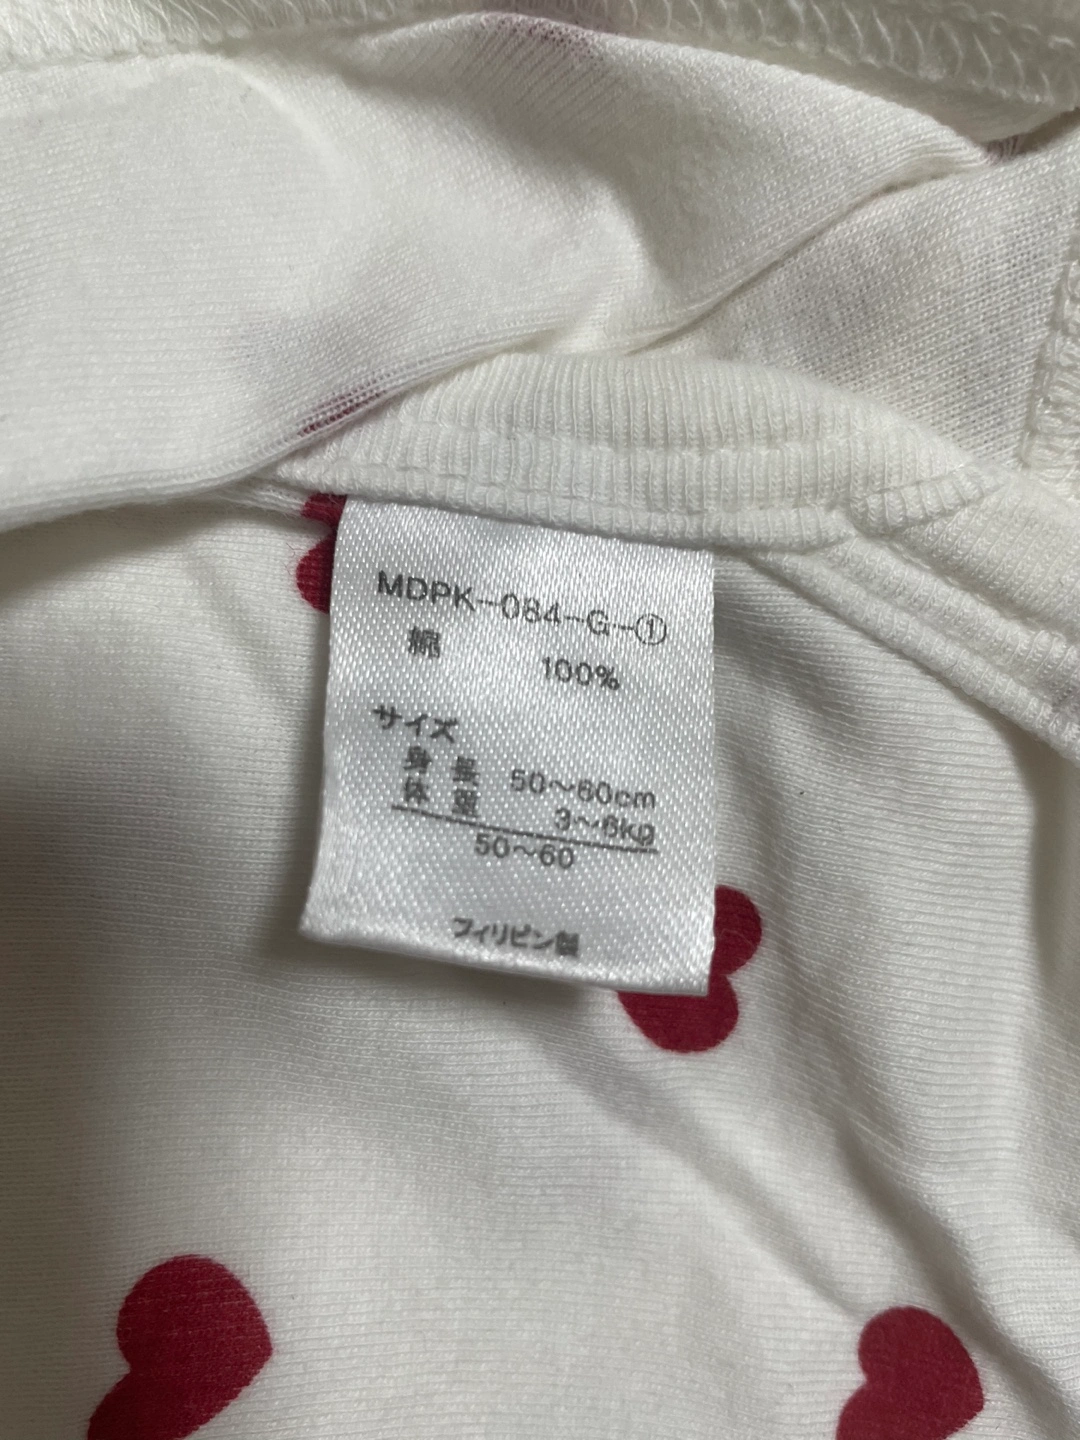 MDPK-084-G-①
綿 100%
サイズ
身長 50～60cm
体重 3～6kg
50～60
フィリピン製